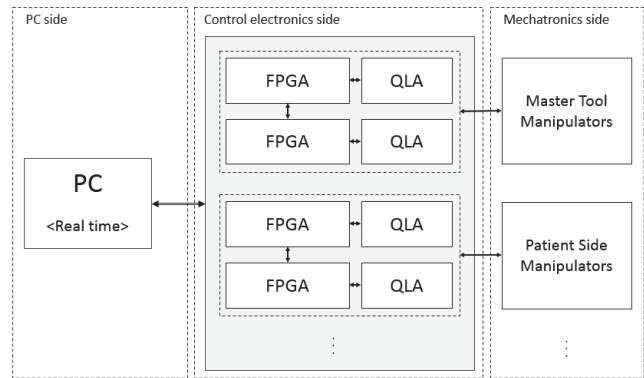 PC side
Control electronics side
Mechatronics side
FPGA
QLA
FPGA
QLA
Master Tool
Manipulators
PC
<Real time>
FPGA
QLA
FPGA
QLA
Patient Side
Manipulators